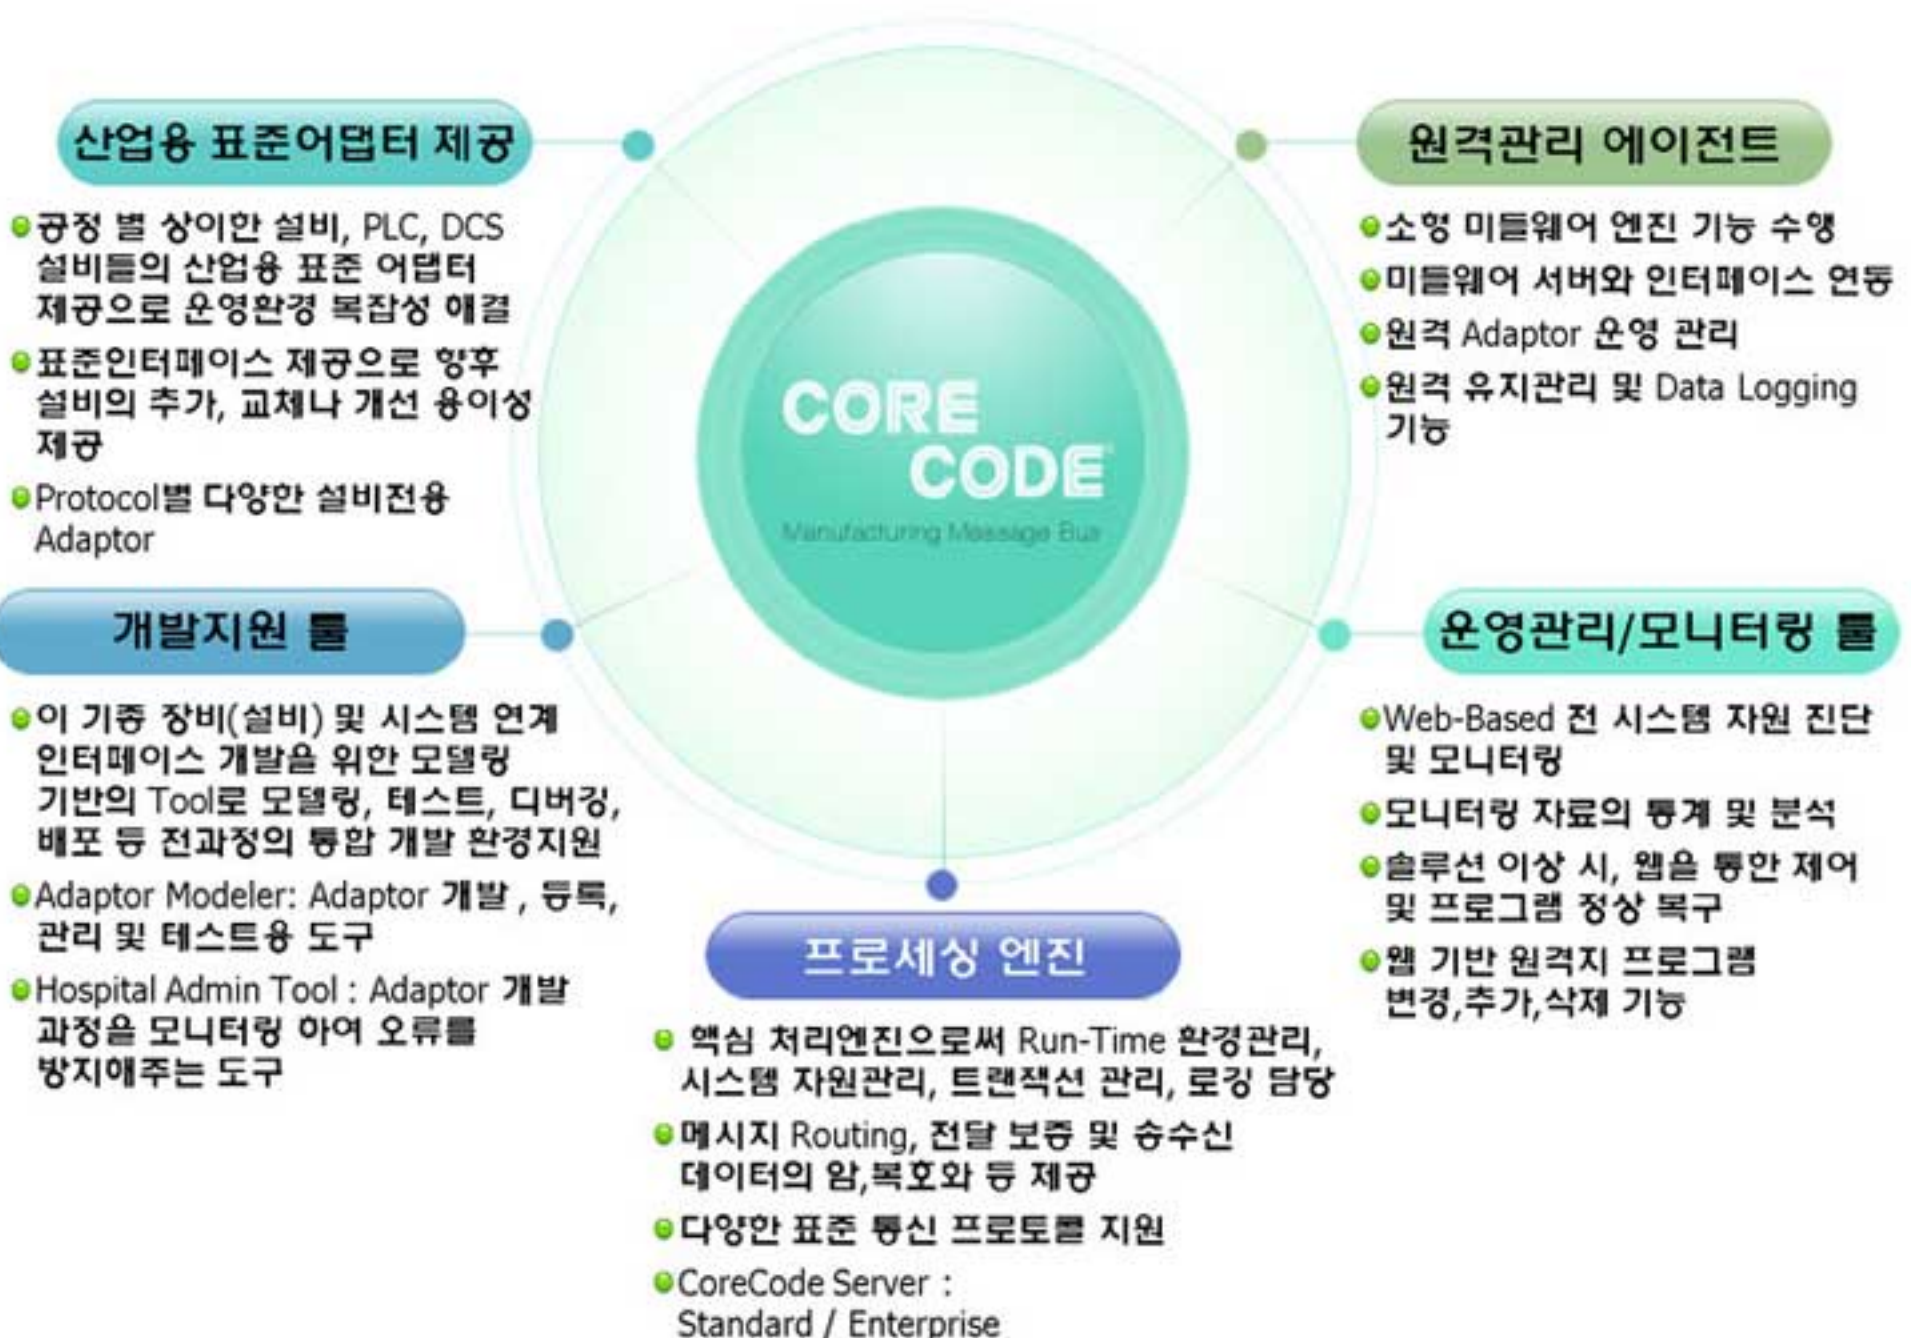 산업용 표준어댑터 제공
공정 별 상이한 설비, PLC, DCS
설비들의 산업용 표준 어댑터
제공으로 운영환경 복잡성 해결
표준인터페이스 제공으로 향후
설비의 추가, 교체나 개선 용이성
제공
Protocol별 다양한 설비전용
Adaptor
개발지원 툴
이 기종 장비(설비) 및 시스템 연계
인터페이스 개발을 위한 모델링
기반의 Tool로 모델링, 테스트, 디버깅,
배포 등 전과정의 통합 개발 환경지원
Adaptor Modeler: Adaptor 개발 , 등록,
관리 및 테스트용 도구
Hospital Admin Tool : Adaptor 개발
과정을 모니터링 하여 오류를
방지해주는 도구
CORE
CODE
Manufacturing Message Bus
프로세싱 엔진
핵심 처리엔진으로써 Run-Time 환경관리,
시스템 자원관리, 트랜잭션 관리, 로깅 담당
메시지 Routing, 전달 보증 및 송수신
데이터의 암,복호화 등 제공
다양한 표준 통신 프로토콜 지원
CoreCode Server :
Standard / Enterprise
원격관리 에이전트
소형 미들웨어 엔진 기능 수행
미들웨어 서버와 인터페이스 연동
원격 Adaptor 운영 관리
원격 유지관리 및 Data Logging
기능
운영관리/모니터링 툴
Web-Based 전 시스템 자원 진단
및 모니터링
모니터링 자료의 통계 및 분석
솔루션 이상 시, 웹을 통한 제어
및 프로그램 정상 복구
웹 기반 원격지 프로그램
변경,추가,삭제 기능